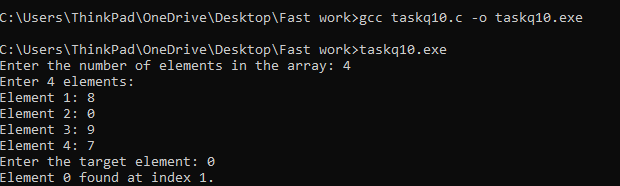 C:\Users\ThinkPad\OneDrive\Desktop\Fast work>gcc taskq10.c -o taskq10.exe
C:\Users\ThinkPad\OneDrive\Desktop\Fast work>taskq10.exe
Enter the number of elements in the array: 4
Enter 4 elements:
Element 1: 8
Element 2: 0
Element 3: 9
Element 4: 7
Enter the target element: 0
Element 0 found at index 1.